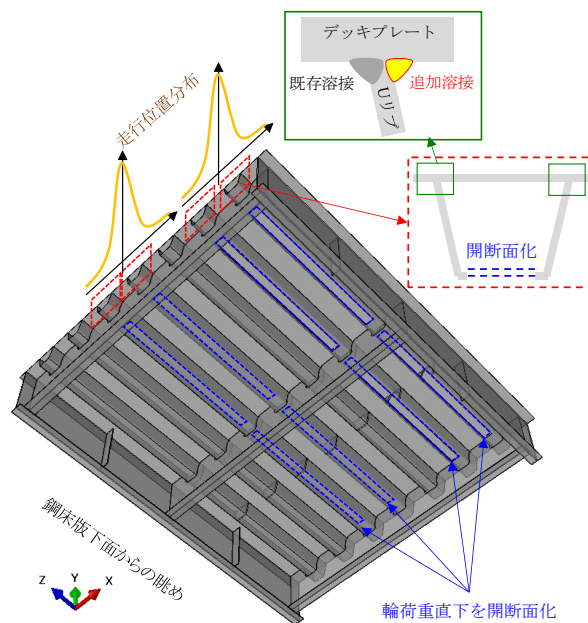 デッキプレート
既存溶接
追加溶接
Uリブ
走行位置分布
開断面化
鋼床版下面からの眺め
Z
Y
X
輪荷重直下を開断面化